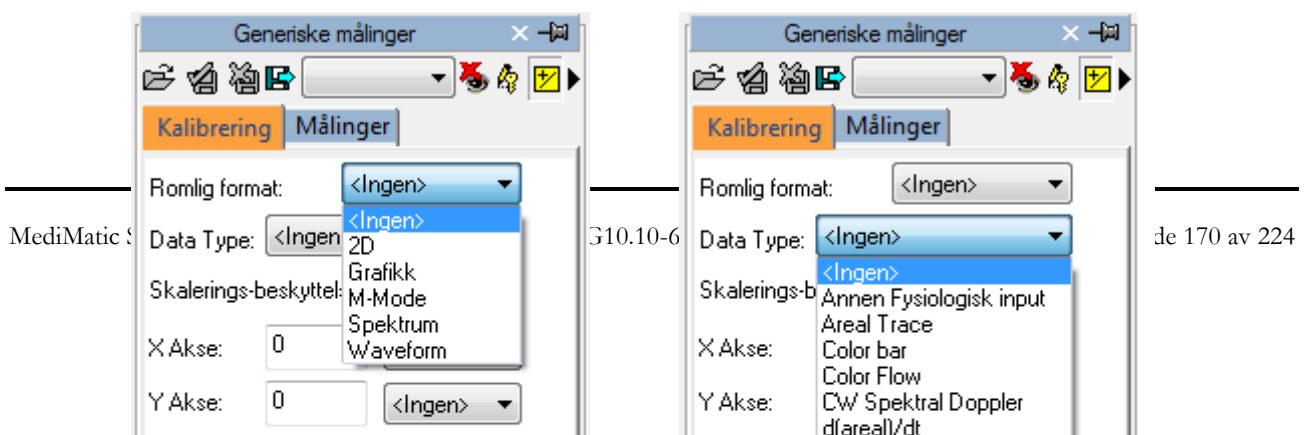 Generiske målinger
Kalibrering Målinger
Romlig format: <Ingen>
<Ingen>
2D
Grafikk
M-Mode
Spektrum
Waveform
Data Type: <Ingen
Skalerings-beskyttel
X Akse: 0
Y Akse: 0 <Ingen>
Generiske målinger
Kalibrering Målinger
Romlig format: <Ingen>
Data Type: <Ingen>
<Ingen>
Annen Fysiologisk input
Areal Trace
Color bar
Color Flow
CW Spektral Doppler
d(areal)/dt
Skalerings-b
X Akse:
Y Akse:
MediMatic G10.10-6 de 170 av 224